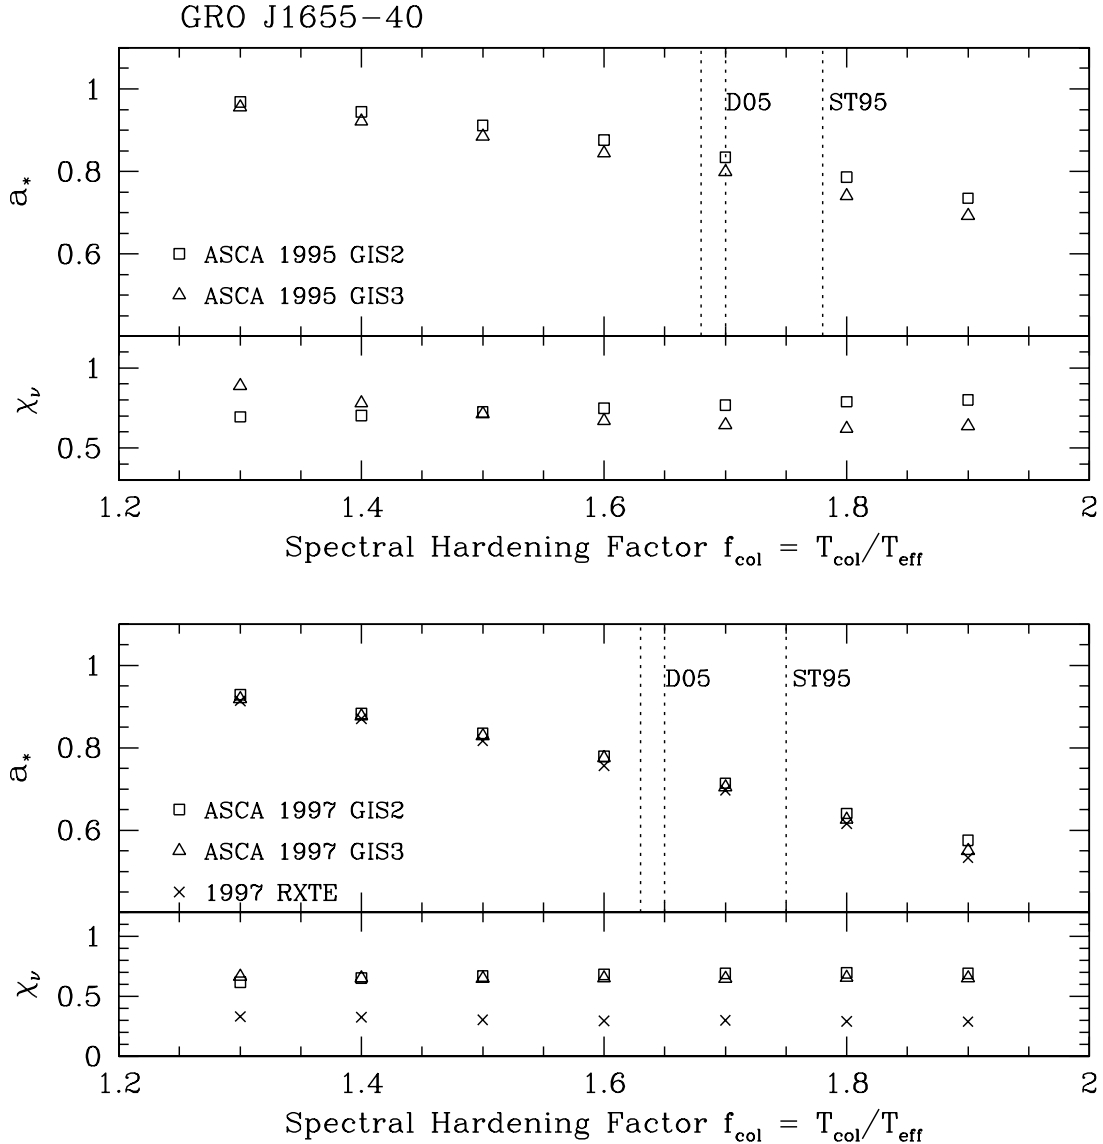 GRO J1655−40
1
0.8
0.6
a*
D05
ST95
ASCA 1995 GIS2
ASCA 1995 GIS3
1
0.5
χν
1.2 1.4 1.6 1.8 2
Spectral Hardening Factor fcol = Tcol/Teff
1
0.8
0.6
a*
D05
ST95
ASCA 1997 GIS2
ASCA 1997 GIS3
1997 RXTE
1
0.5
0
χν
1.2 1.4 1.6 1.8 2
Spectral Hardening Factor fcol = Tcol/Teff